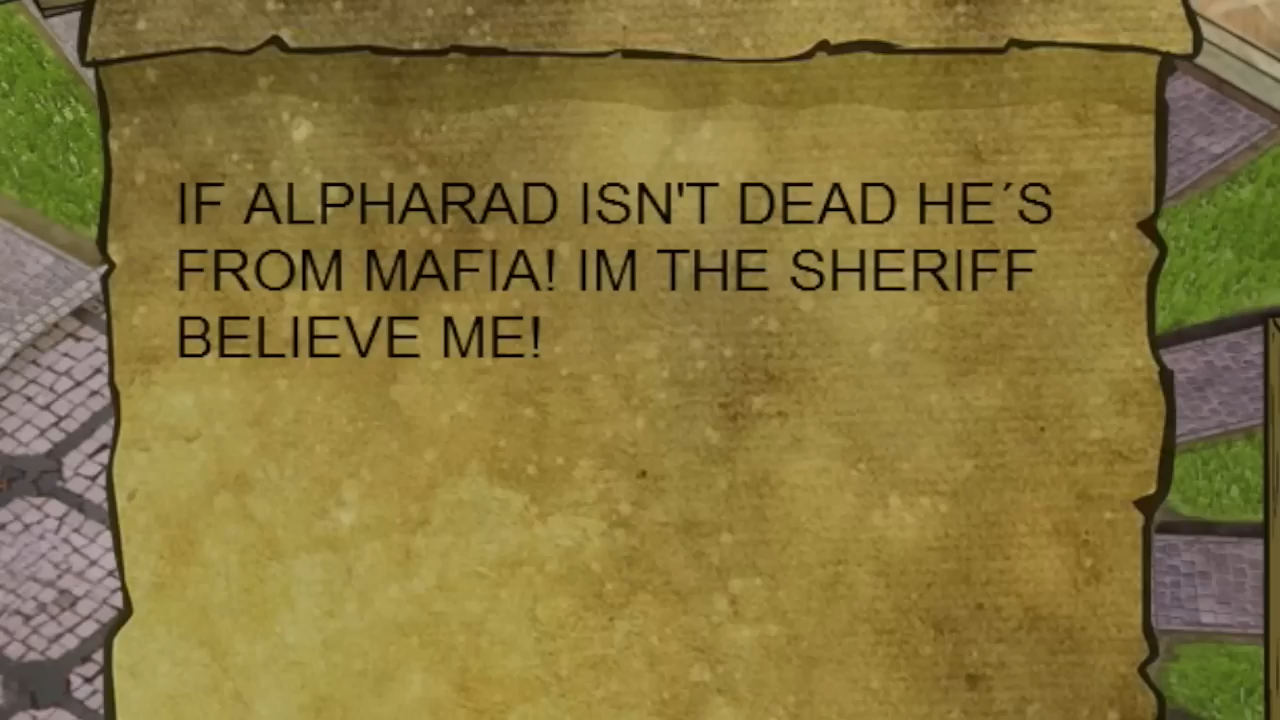 IF ALPHARAD ISN'T DEAD HE´S
FROM MAFIA! IM THE SHERIFF
BELIEVE ME!